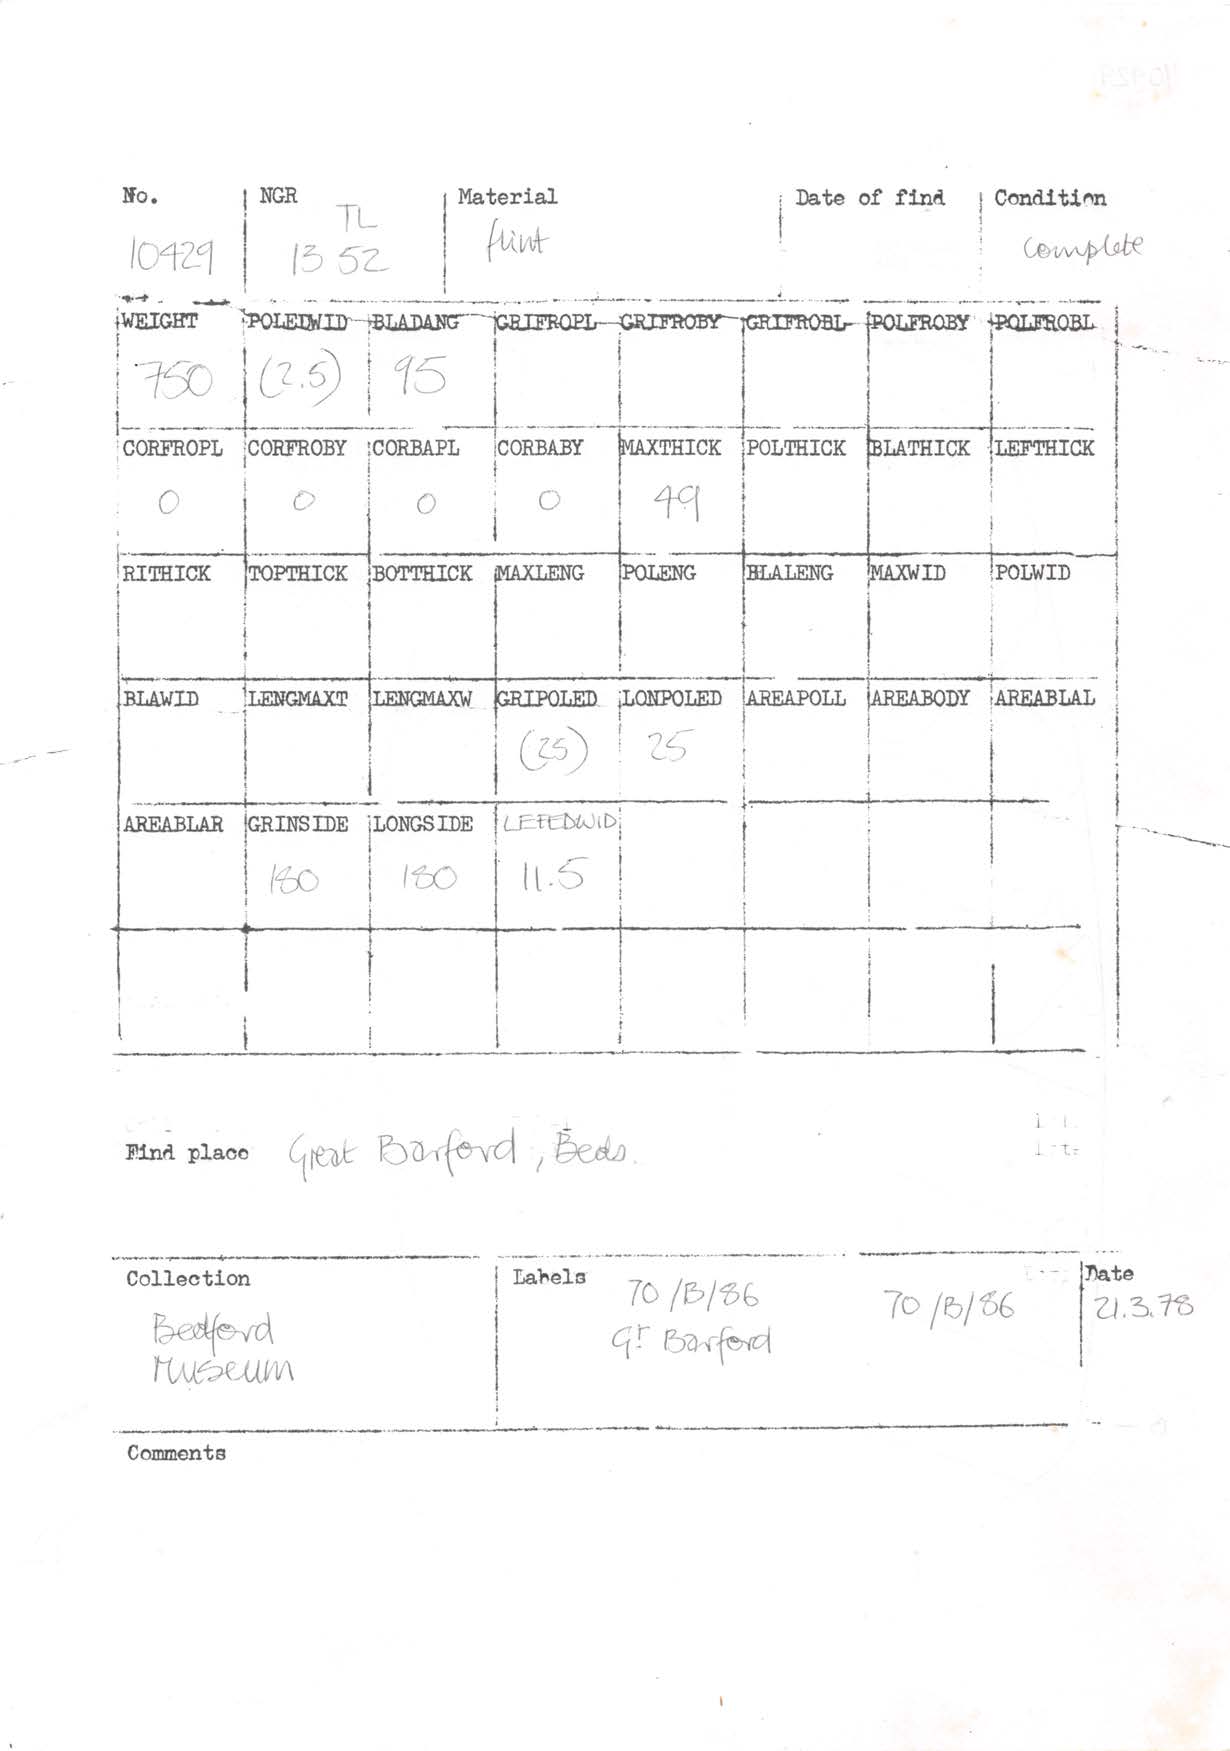 No. NGR Material Date of find Condition
TL
10429 13 52 flint complete
WEIGHT POLEDWID BLADANG GRIFROPL GRIFROBY GRIFROBL POLFROBY POLFROBL
750 (2.5) 95
CORFROPL CORFROBY CORBAPL CORBABY MAXTHICK POLTHICK BLATHICK LEFTHICK
0 0 0 0 49
RITHICK TOPTHICK BOTTHICK MAXLENG POLENG BLALENG MAXWID POLWID
BLAWID LENGMAXT LENGMAXW GRIPOLED LONPOLED AREAPOLL AREABODY AREABLAL
(25) 25
AREABLAR GRINSIDE LONGSIDE LEFEDWID
180 180 11.5
Find place Great Barford, Beds.
Collection Labels Date
70/B/86 70/B/86 21.3.78
Bedford Gt Barford
Museum
Comments